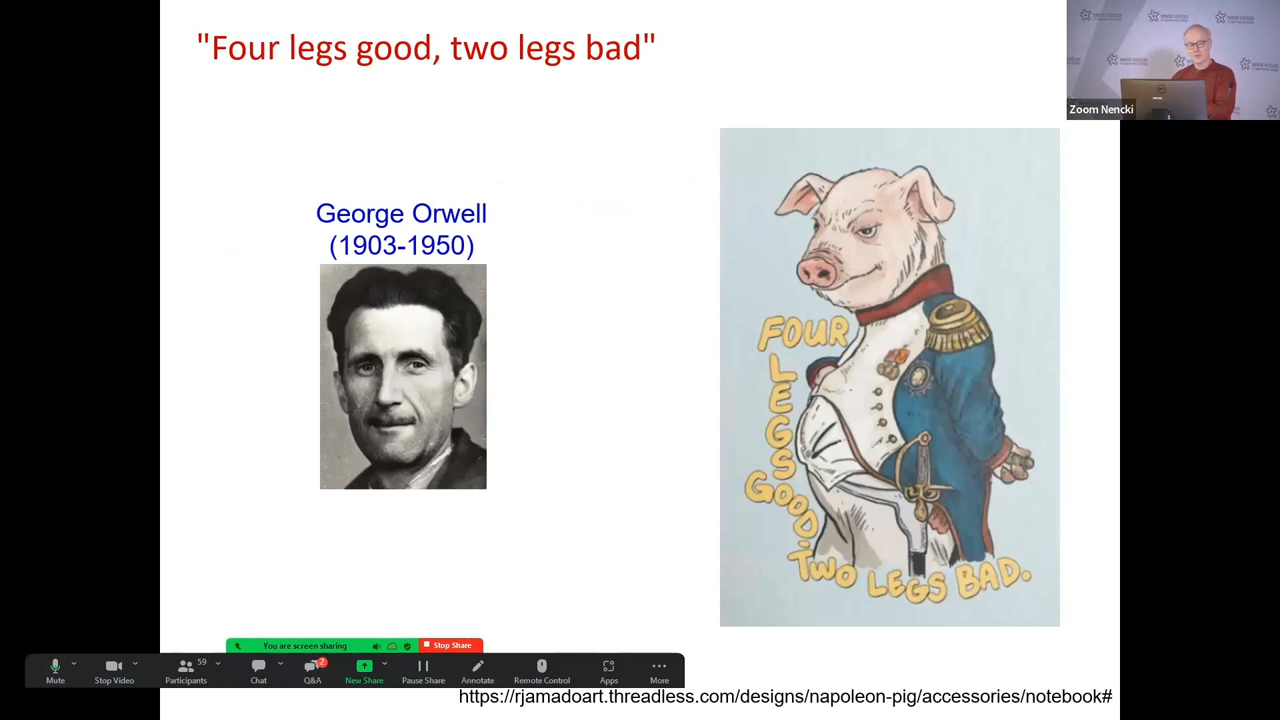 "Four legs good, two legs bad"
Zoom Nencki
George Orwell
(1903-1950)
FOUR
LEGS
GOOD.
TWO LEGS BAD.
You are screen sharing
Stop Share
59
2
Mute
Stop Video
Participants
Chat
Q&A
New Share
Pause Share
Annotate
Remote Control
Apps
More
https://rjamadoart.threadless.com/designs/napoleon-pig/accessories/notebook#